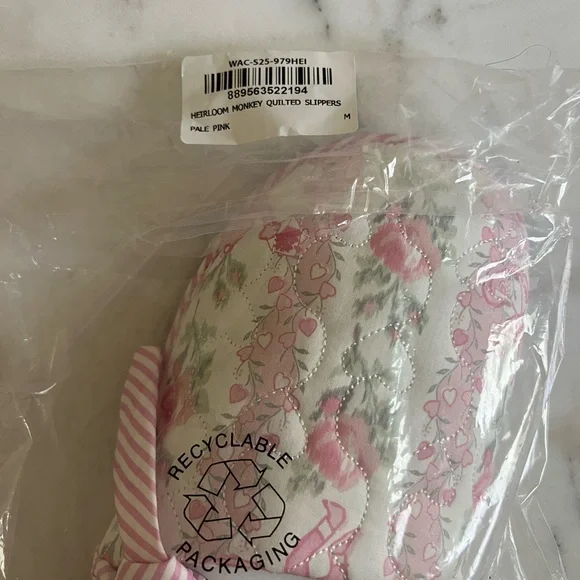 WAC-S25-979HEI
889563522194
HEIRLOOM MONKEY QUILTED SLIPPERS
PALE PINK M
RECYCLABLE
PACKAGING